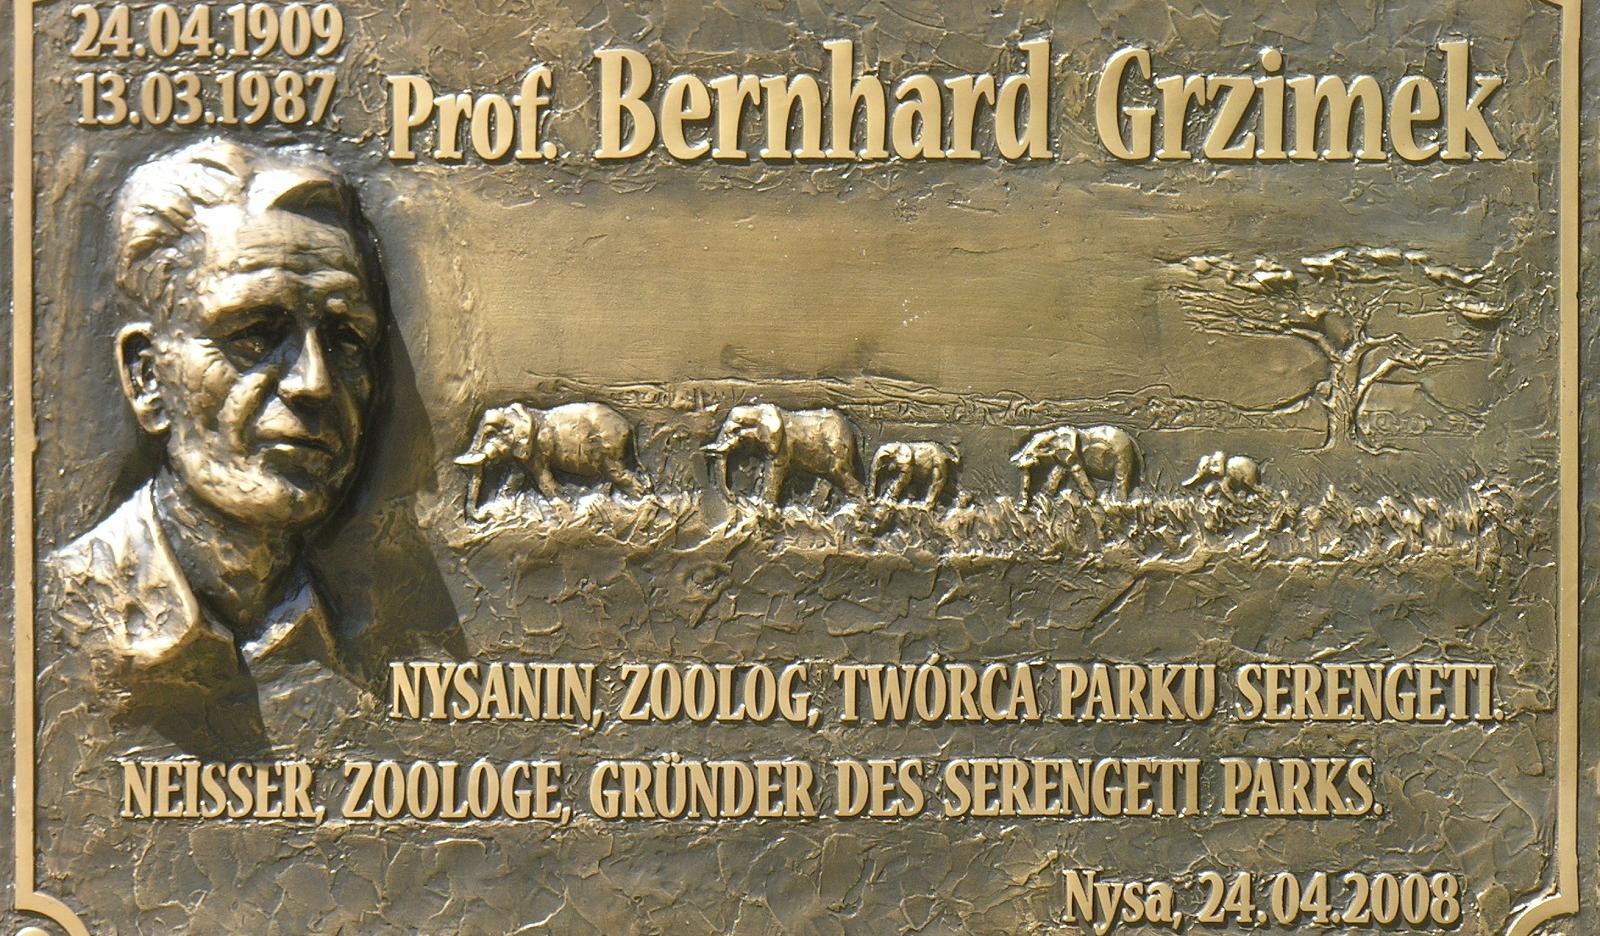 24.04.1909
13.03.1987
Prof. Bernhard Grzimek
NYSANIN, ZOOLOG, TWÓRCA PARKU SERENGETI.
NEISSER, ZOOLOGE, GRÜNDER DES SERENGETI PARKS.
Nysa, 24.04.2008